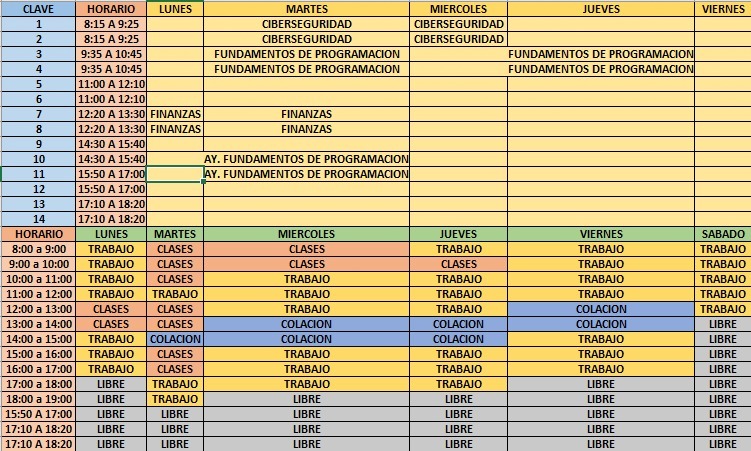 CLAVE HORARIO LUNES MARTES MIERCOLES JUEVES VIERNES
1 8:15 A 9:25 CIBERSEGURIDAD CIBERSEGURIDAD
2 8:15 A 9:25 CIBERSEGURIDAD CIBERSEGURIDAD
3 9:35 A 10:45 FUNDAMENTOS DE PROGRAMACION FUNDAMENTOS DE PROGRAMACION
4 9:35 A 10:45 FUNDAMENTOS DE PROGRAMACION FUNDAMENTOS DE PROGRAMACION
5 11:00 A 12:10
6 11:00 A 12:10
7 12:20 A 13:30 FINANZAS FINANZAS
8 12:20 A 13:30 FINANZAS FINANZAS
9 14:30 A 15:40
10 14:30 A 15:40 AY. FUNDAMENTOS DE PROGRAMACION
11 15:50 A 17:00 AY. FUNDAMENTOS DE PROGRAMACION
12 15:50 A 17:00
13 17:10 A 18:20
14 17:10 A 18:20
HORARIO LUNES MARTES MIERCOLES JUEVES VIERNES SABADO
8:00 a 9:00 TRABAJO CLASES CLASES TRABAJO TRABAJO TRABAJO
9:00 a 10:00 TRABAJO CLASES CLASES CLASES TRABAJO TRABAJO
10:00 a 11:00 TRABAJO CLASES TRABAJO TRABAJO TRABAJO TRABAJO
11:00 a 12:00 TRABAJO TRABAJO TRABAJO TRABAJO TRABAJO TRABAJO
12:00 a 13:00 CLASES CLASES TRABAJO TRABAJO COLACION TRABAJO
13:00 a 14:00 CLASES CLASES COLACION COLACION COLACION LIBRE
14:00 a 15:00 TRABAJO COLACION COLACION COLACION TRABAJO LIBRE
15:00 a 16:00 TRABAJO CLASES TRABAJO TRABAJO TRABAJO LIBRE
16:00 a 17:00 TRABAJO CLASES TRABAJO TRABAJO TRABAJO LIBRE
17:00 a 18:00 LIBRE TRABAJO TRABAJO TRABAJO LIBRE LIBRE
18:00 a 19:00 LIBRE TRABAJO LIBRE LIBRE LIBRE LIBRE
15:50 A 17:00 LIBRE LIBRE LIBRE LIBRE LIBRE LIBRE
17:10 A 18:20 LIBRE LIBRE LIBRE LIBRE LIBRE LIBRE
17:10 A 18:20 LIBRE LIBRE LIBRE LIBRE LIBRE LIBRE